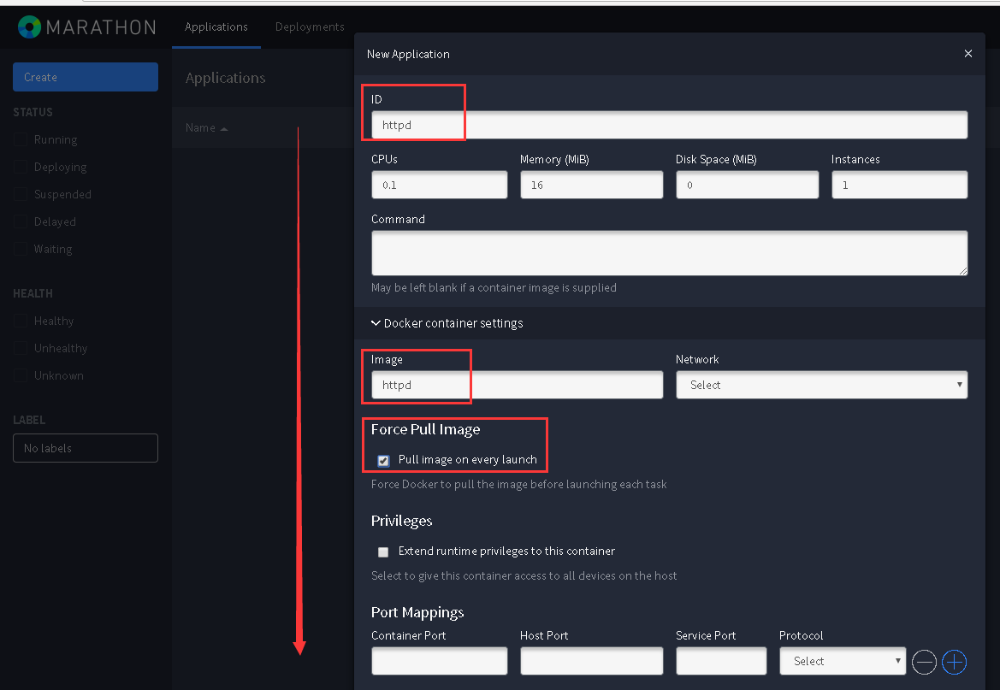 MARATHON
Applications
Deployments
Create
STATUS
Running
Deploying
Suspended
Delayed
Waiting
HEALTH
Healthy
Unhealthy
Unknown
LABEL
No labels
Applications
Name
New Application
ID
httpd
CPUs Memory (MiB) Disk Space (MiB) Instances
0.1 16 0 1
Command
May be left blank if a container image is supplied
Docker container settings
Image Network
httpd Select
Force Pull Image
Pull image on every launch
Force Docker to pull the image before launching each task
Privileges
Extend runtime privileges to this container
Select to give this container access to all devices on the host
Port Mappings
Container Port Host Port Service Port Protocol
Select